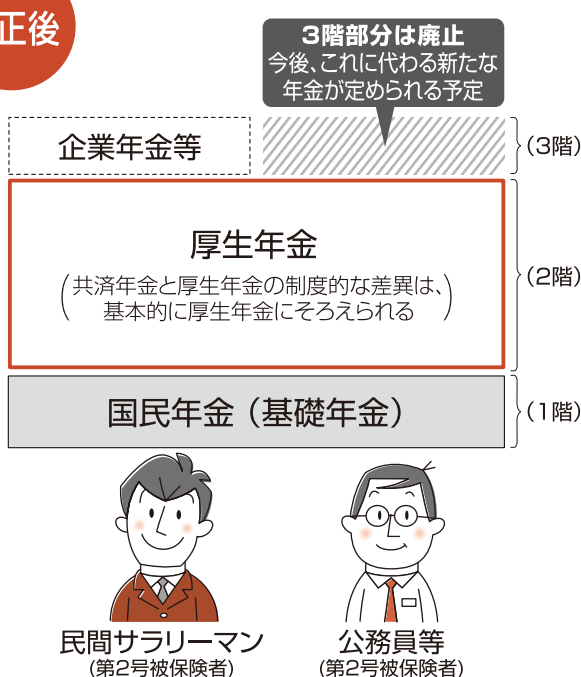 正後
3階部分は廃止
今後、これに代わる新たな
年金が定められる予定
企業年金等
(3階)
厚生年金
(共済年金と厚生年金の制度的な差異は、
基本的に厚生年金にそろえられる)
(2階)
国民年金(基礎年金)
(1階)
民間サラリーマン
(第2号被保険者)
公務員等
(第2号被保険者)